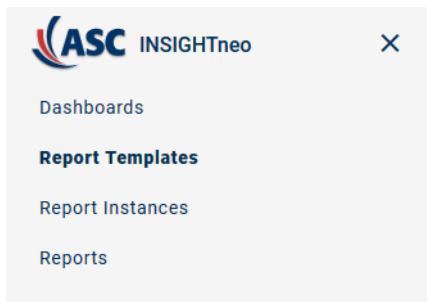 ASC INSIGHTneo
Dashboards
Report Templates
Report Instances
Reports